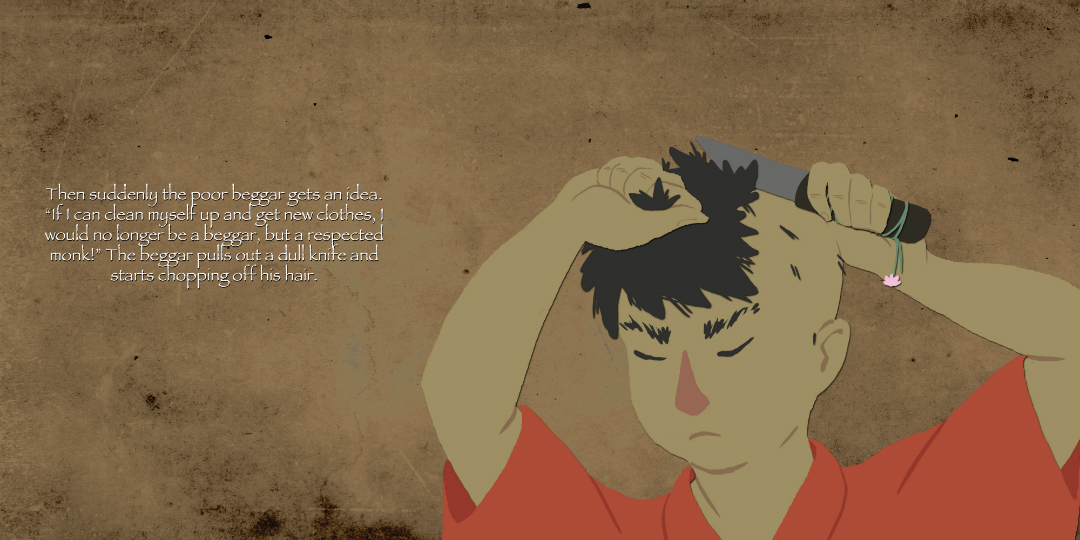 Then suddenly the poor beggar gets an idea.
“If I can clean myself up and get new clothes, I
would no longer be a beggar, but a respected
monk!” The beggar pulls out a dull knife and
starts chopping off his hair.